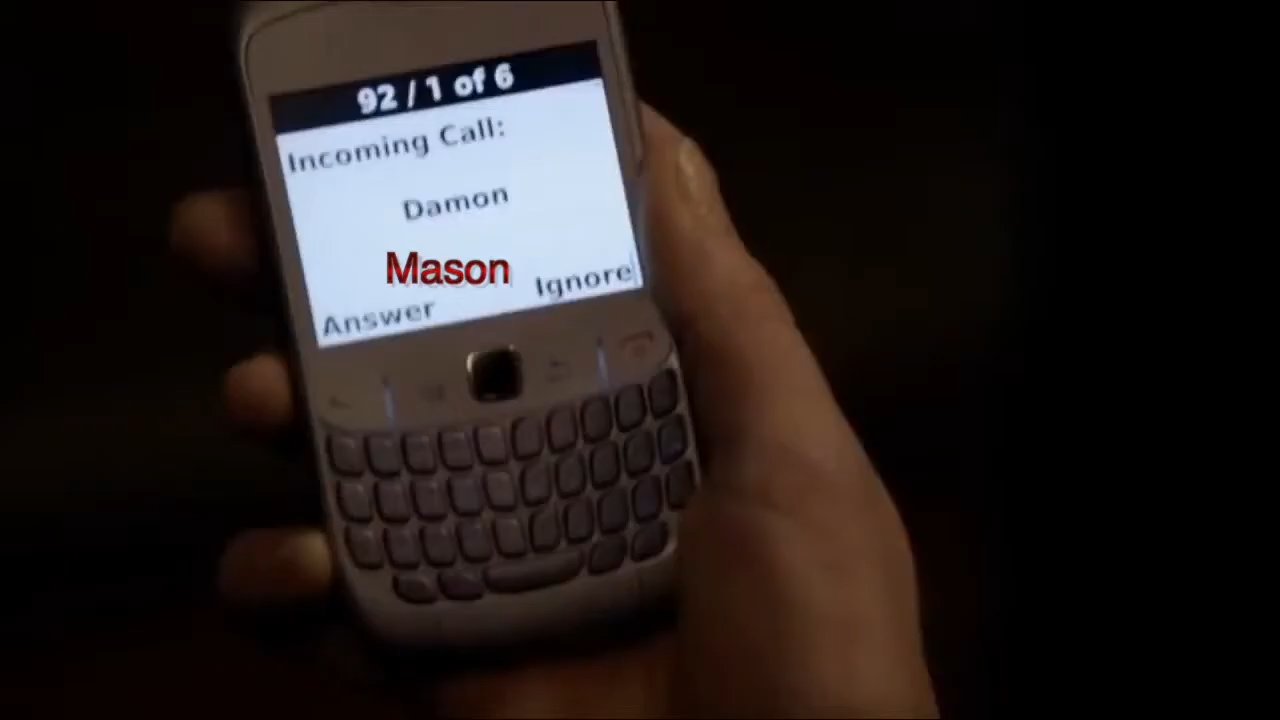 92 / 1 of 6
Incoming Call:
Damon
Mason
Answer
Ignore